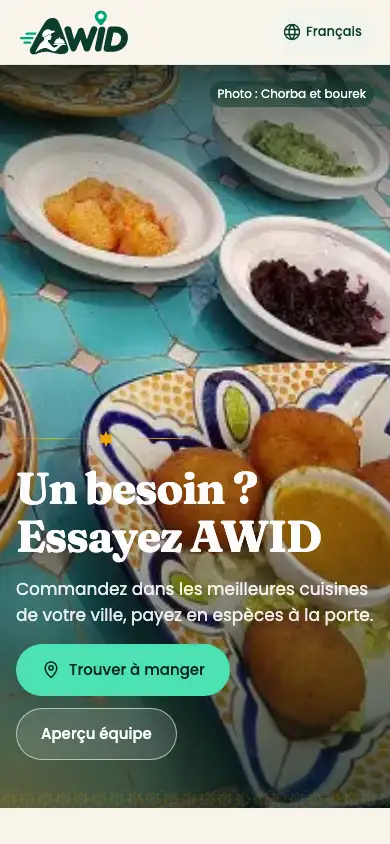 AWID
Français
Photo : Chorba et bourek
Un besoin ?
Essayez AWID
Commandez dans les meilleures cuisines
de votre ville, payez en espèces à la porte.
Trouver à manger
Aperçu équipe